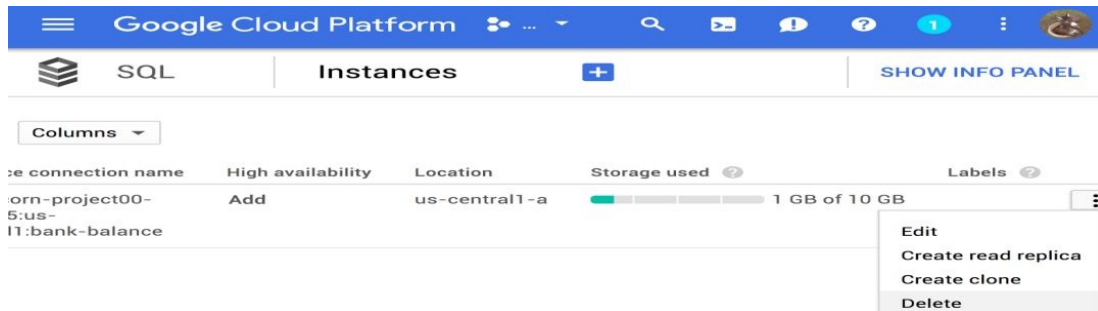 Google Cloud Platform ... 1
SQL Instances SHOW INFO PANEL
Columns
ce connection name High availability Location Storage used Labels
orn-project00- Add us-central1-a 1 GB of 10 GB
5:us-
l1:bank-balance
Edit
Create read replica
Create clone
Delete